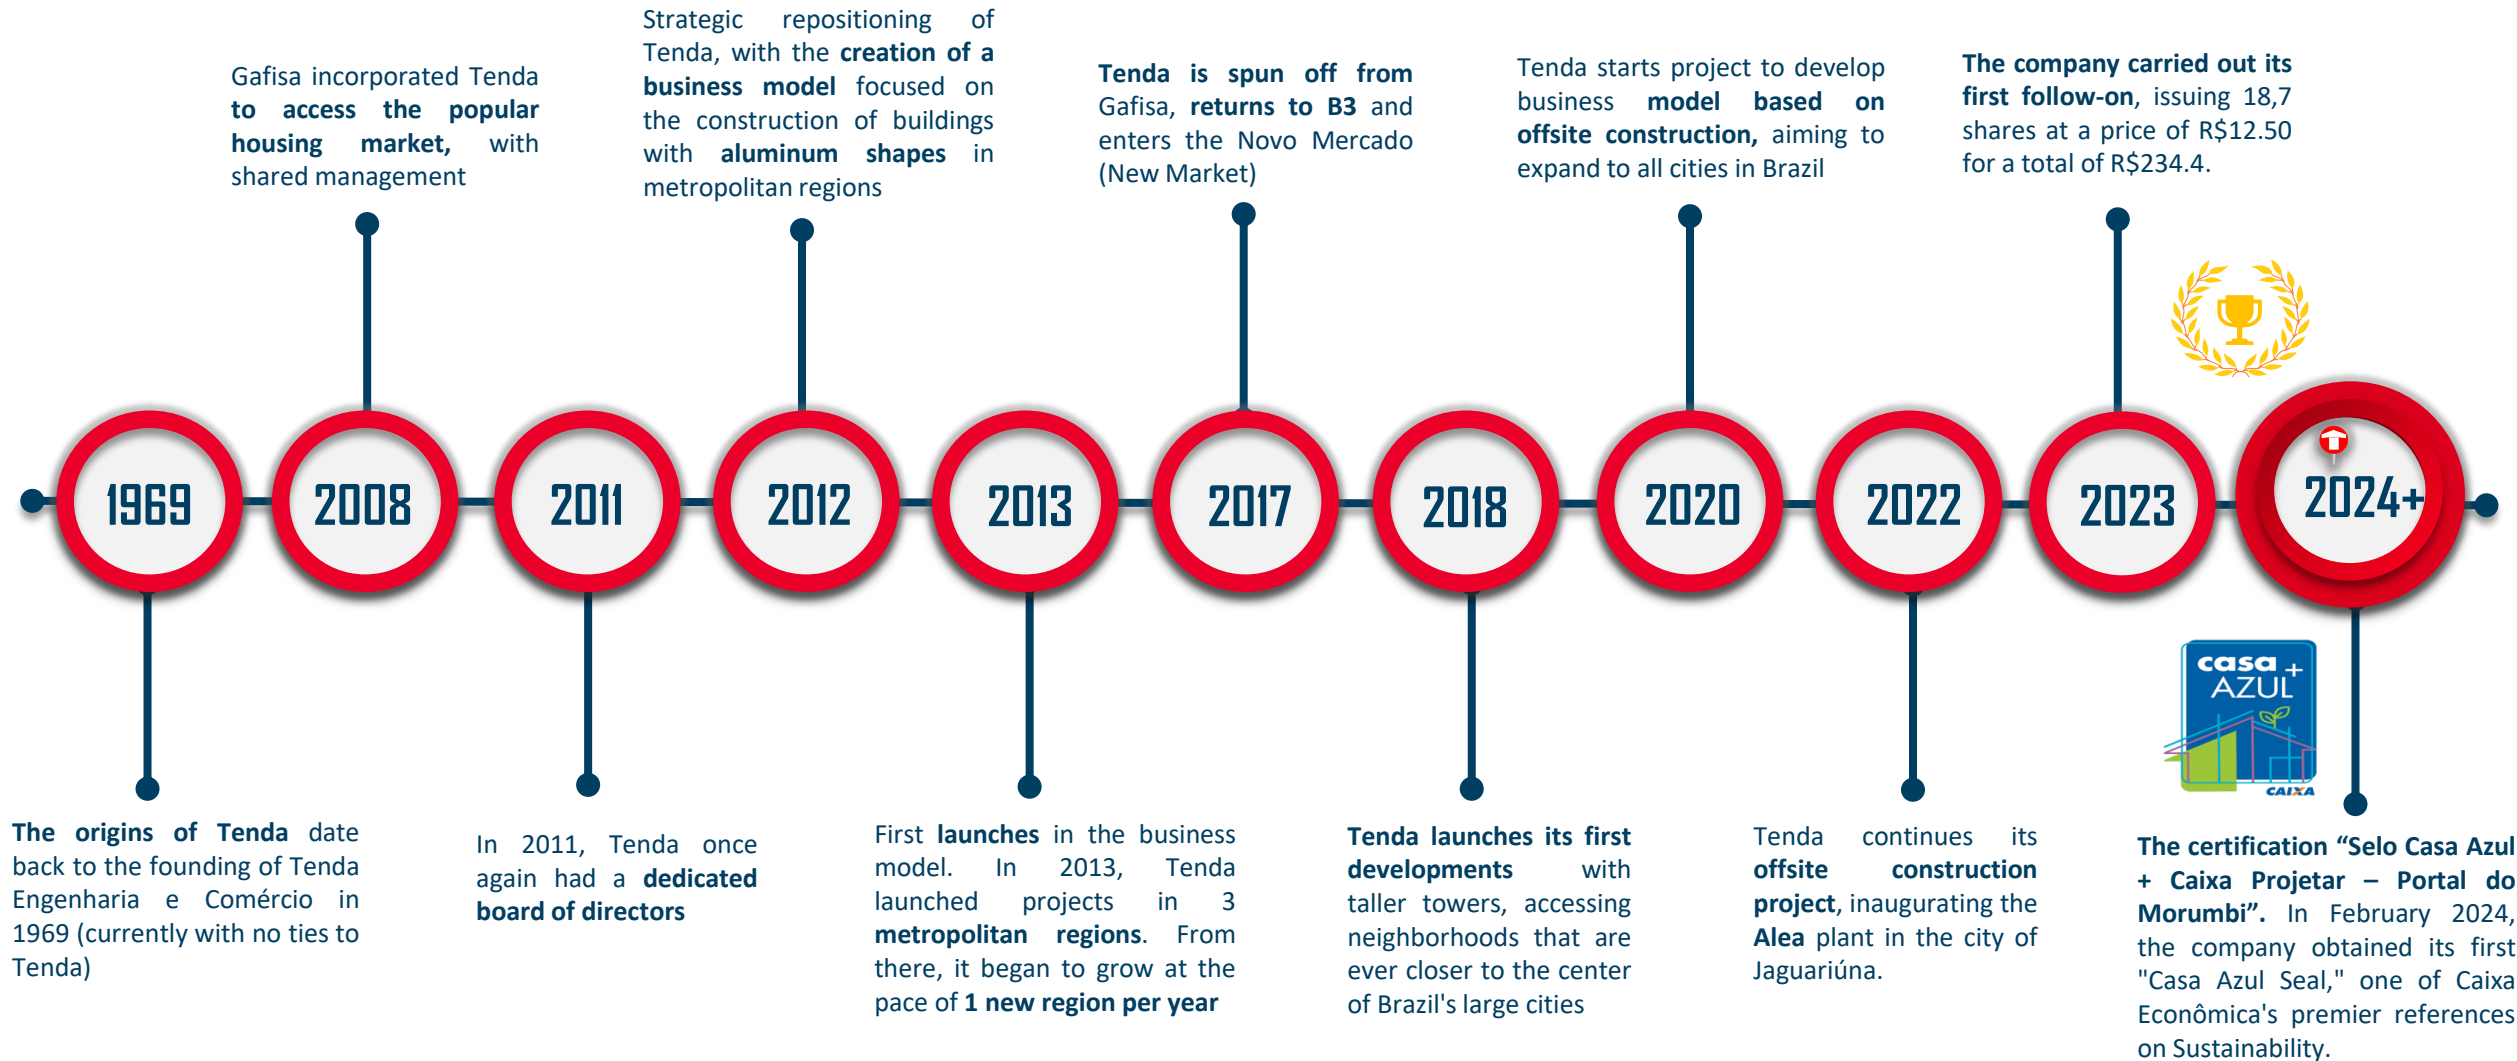 Gafisa incorporated Tenda
to access the popular
housing market, with
shared management
Strategic repositioning of
Tenda, with the creation of a
business model focused on
the construction of buildings
with aluminum shapes in
metropolitan regions
Tenda is spun off from
Gafisa, returns to B3 and
enters the Novo Mercado
(New Market)
Tenda starts project to develop
business model based on
offsite construction, aiming to
expand to all cities in Brazil
The company carried out its
first follow-on, issuing 18,7
shares at a price of R$12.50
for a total of R$234.4.
1969
2008
2011
2012
2013
2017
2018
2020
2022
2023
2024+
The origins of Tenda date
back to the founding of Tenda
Engenharia e Comércio in
1969 (currently with no ties to
Tenda)
In 2011, Tenda once
again had a dedicated
board of directors
First launches in the business
model. In 2013, Tenda
launched projects in 3
metropolitan regions. From
there, it began to grow at the
pace of 1 new region per year
Tenda launches its first
developments with
taller towers, accessing
neighborhoods that are
ever closer to the center
of Brazil's large cities
Tenda continues its
offsite construction
project, inaugurating the
Alea plant in the city of
Jaguariúna.
casa +
AZUL
CAIXA
The certification “Selo Casa Azul
+ Caixa Projetar – Portal do
Morumbi”. In February 2024,
the company obtained its first
"Casa Azul Seal," one of Caixa
Econômica's premier references
on Sustainability.